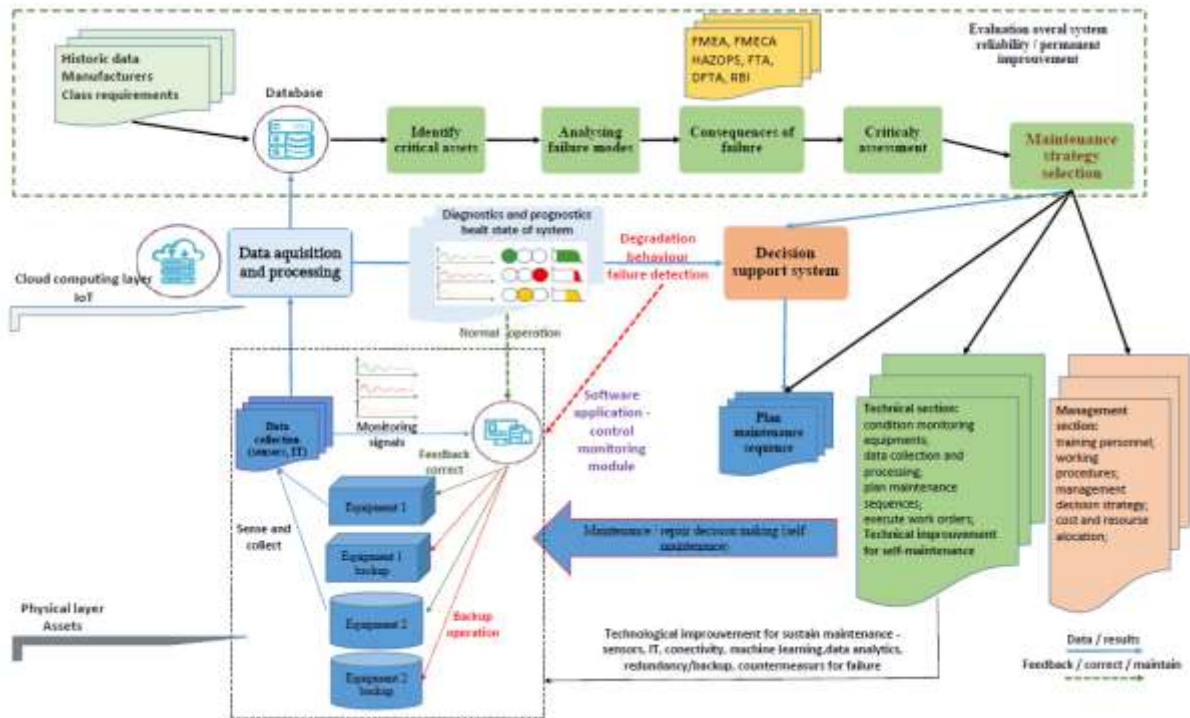 Historic data
Manufacturers
Class requirements
Database
FMEA, FMECA
HAZOPS, FTA,
DFTA, RBI
Evaluation overal system
reliability / permanent
improuvement
Identify
critical assets
Analysing
failure modes
Consequences of
failure
Criticaly
assessment
Maintenance
strategy
selection
Cloud computing layer
IoT
Data aquisition
and processing
Diagnostics and prognostics
healt state of system
Degradation
behaviour
failure detection
Decision
support system
Normal operation
Data
collection
(sensors, IT)
Monitoring
signals
Feedback
correct
Software
application -
control
monitoring
module
Plan
maintenance
sequence
Technical section:
condition monitoring
equipments;
data collection and
processing;
plan maintenance
sequences;
execute work orders;
Technical improvement
for self-maintenance
Management
section:
training personnel;
working
procedures;
management
decision strategy;
cost and resourse
alocation;
Sense and
collect
Equipment 1
Equipment 1
backup
Equipment 2
Equipment 2
backup
Backup
operation
Maintenance / repair decision making (self
maintenance)
Physical layer
Assets
Technological improuvement for sustain maintenance -
sensors, IT, conectivity, machine learning,data analytics,
redundancy/backup, countermeasurs for failure
Data / results
Feedback / correct / maintain